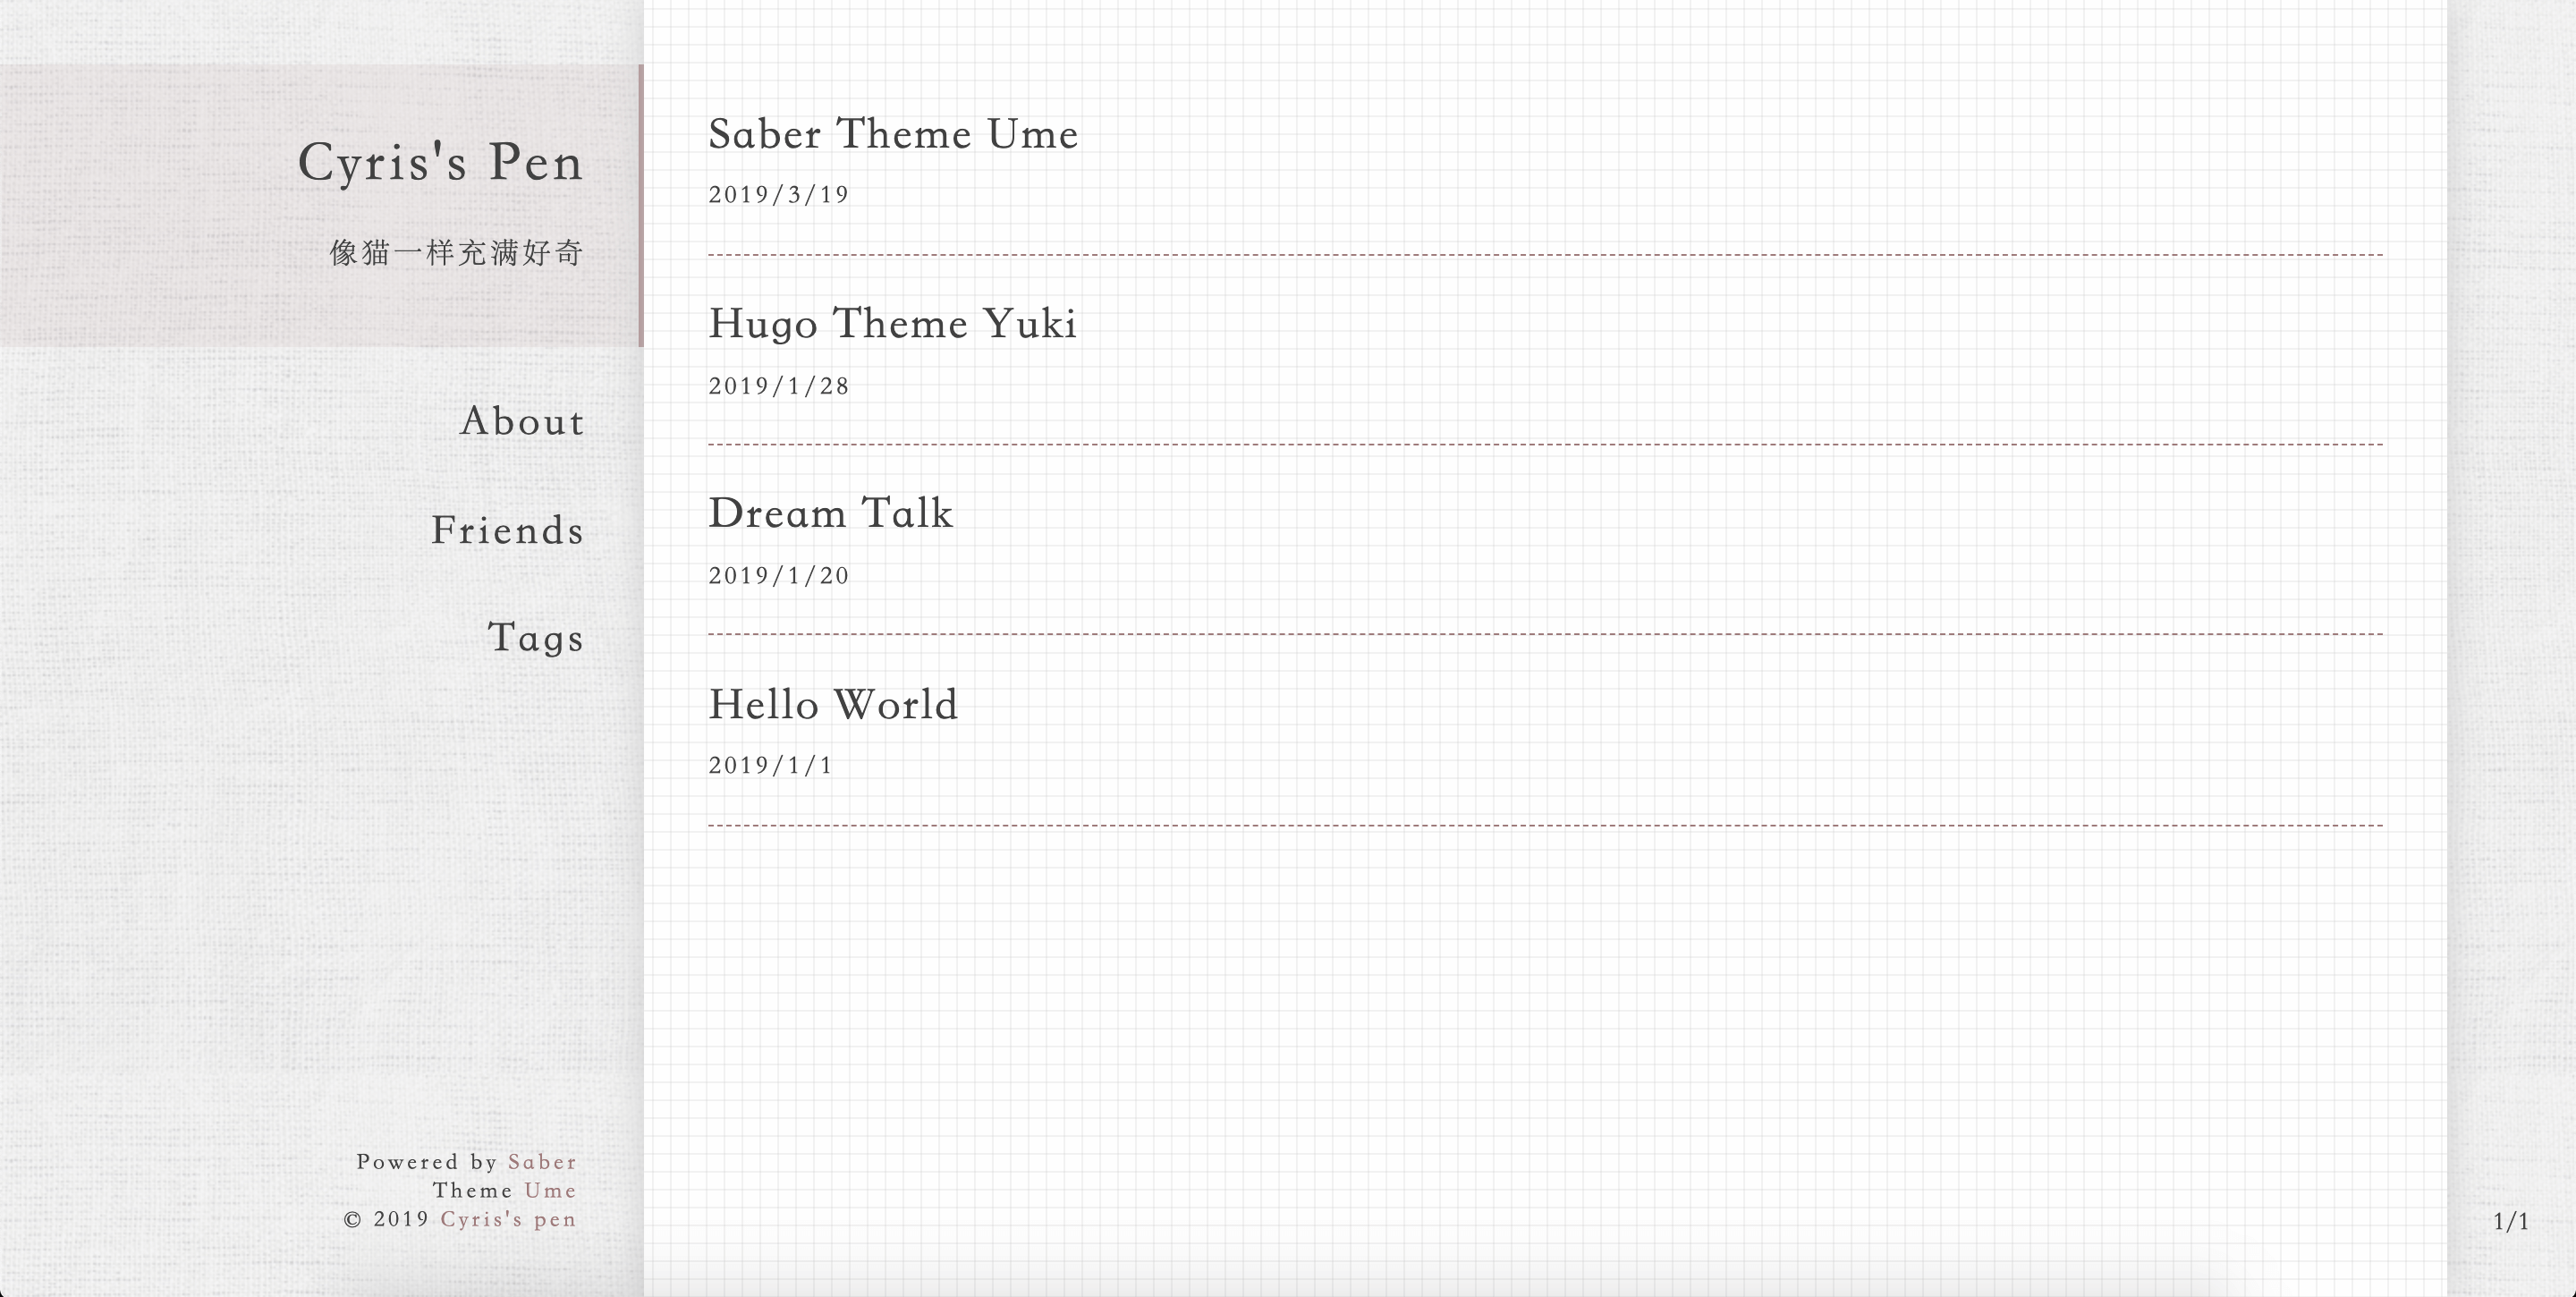 Cyris's Pen
像猫一样充满好奇
About
Friends
Tags
Powered by Saber
Theme Ume
© 2019 Cyris's pen
Saber Theme Ume
2019/3/19
Hugo Theme Yuki
2019/1/28
Dream Talk
2019/1/20
Hello World
2019/1/1
1/1